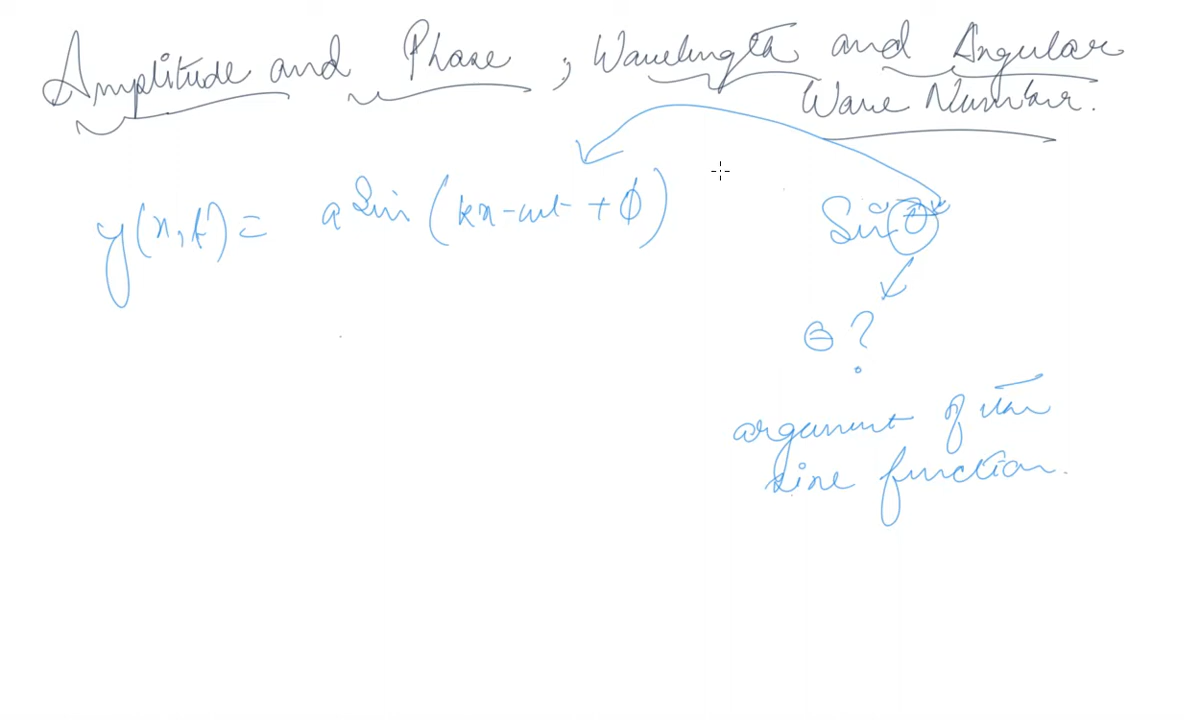 Amplitude and Phase, Wavelength and Angular
Wave Number.
y(x,t) = a Sin (kx-ωt + ϕ)
Sin θ
θ?
argument of the
sine function.